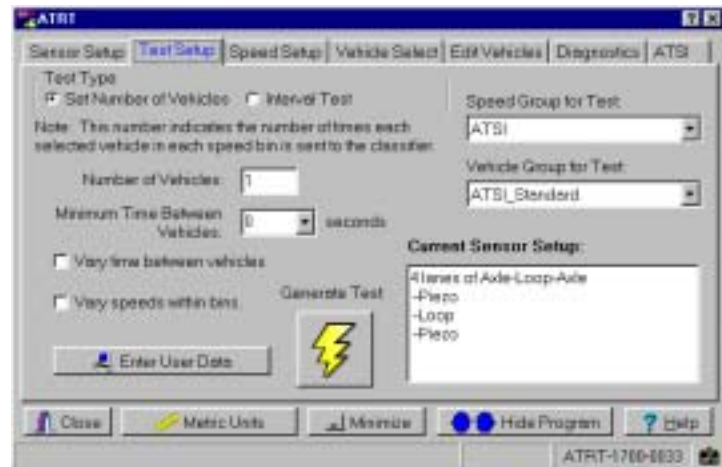 ATRT
Sensor Setup Test Setup Speed Setup Vehicle Select Edit Vehicles Diagnostics ATSI
Test Type
Set Number of Vehicles Interval Test
Note: This number indicates the number of times each
selected vehicle in each speed bin is sent to the classifier.
Number of Vehicles: 1
Minimum Time Between
Vehicles: seconds
Vary time between vehicles
Vary speeds within bins.
Enter User Data
Generate Test
Speed Group for Test:
ATSI
Vehicle Group for Test:
ATSI_Standard
Current Sensor Setup:
4 lanes of Axle-Loop-Axle
-Piezo
-Loop
-Piezo
Close Metric Units Minimize Hide Program ? Help
ATRT-1700-0033